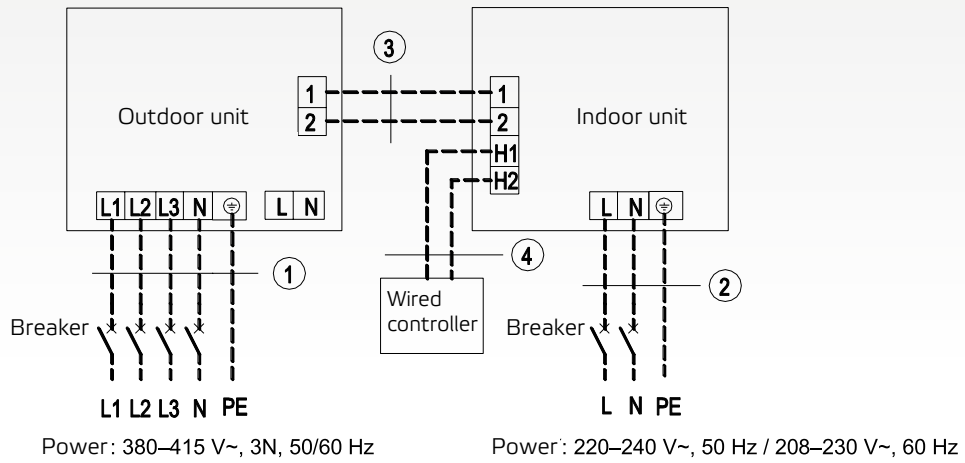 Outdoor unit
1
2
L1 L2 L3 N
L N
3
Indoor unit
1
2
H1
H2
L N
1
4
2
Wired
controller
Breaker
L1 L2 L3 N PE
Breaker
L N PE
Power: 380–415 V~, 3N, 50/60 Hz
Power: 220–240 V~, 50 Hz / 208–230 V~, 60 Hz